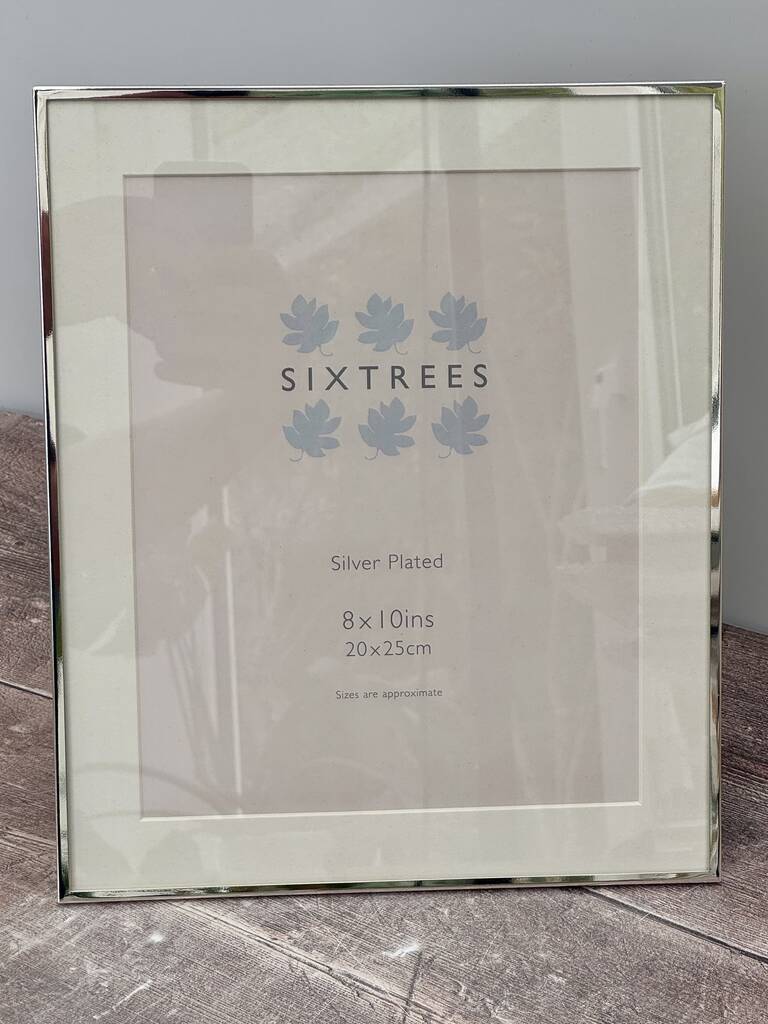 SIXTREES
Silver Plated
8x10ins
20x25cm
Sizes are approximate